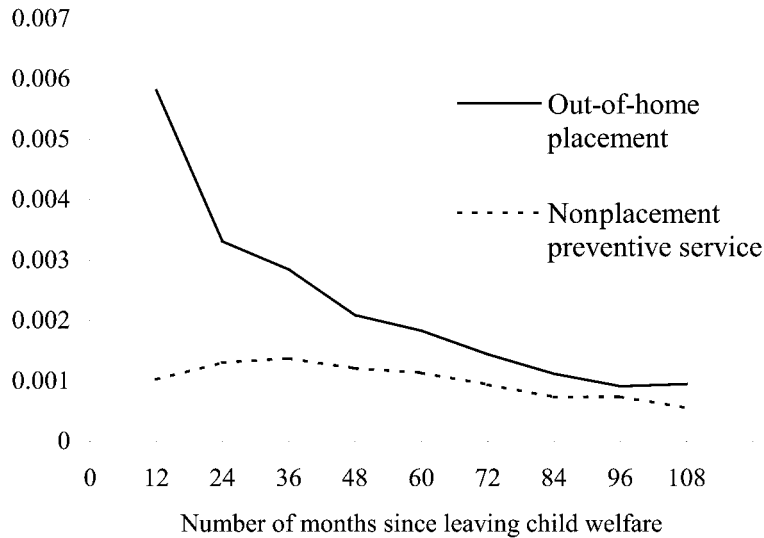 0.007
0.006
0.005
0.004
0.003
0.002
0.001
0
0 12 24 36 48 60 72 84 96 108
Number of months since leaving child welfare
Out-of-home
placement
Nonplacement
preventive service